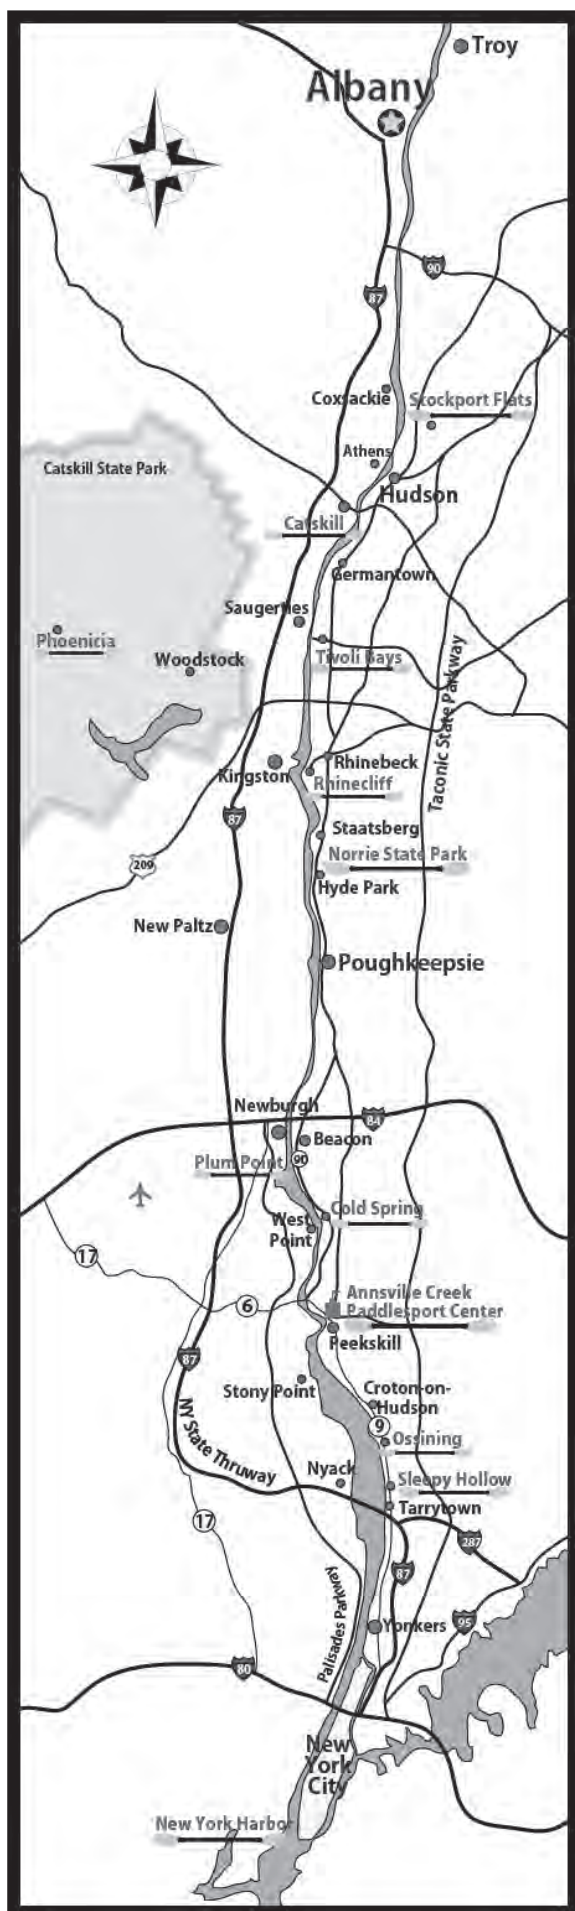 Troy
Albany
90
87
Coxsackie
Stockport Flats
Athens
Catskill State Park
Hudson
Catskill
Germantown
Saugerties
Phoenicia
Woodstock
Tivoli Bays
Taconic State Parkway
Kingston
Rhinebeck
Rhinecliff
87
Staatsberg
209
Norrie State Park
Hyde Park
New Paltz
Poughkeepsie
Newburgh
84
Beacon
Plum Point
90
Cold Spring
West
Point
17
6
Annsville Creek
Paddlesport Center
Peekskill
87
Stony Point
Croton-on-
Hudson
NY State Thruway
9
Ossining
Nyack
Sleepy Hollow
Tarrytown
17
287
87
Palisades Parkway
95
Yonkers
80
New
York
City
New York Harbor